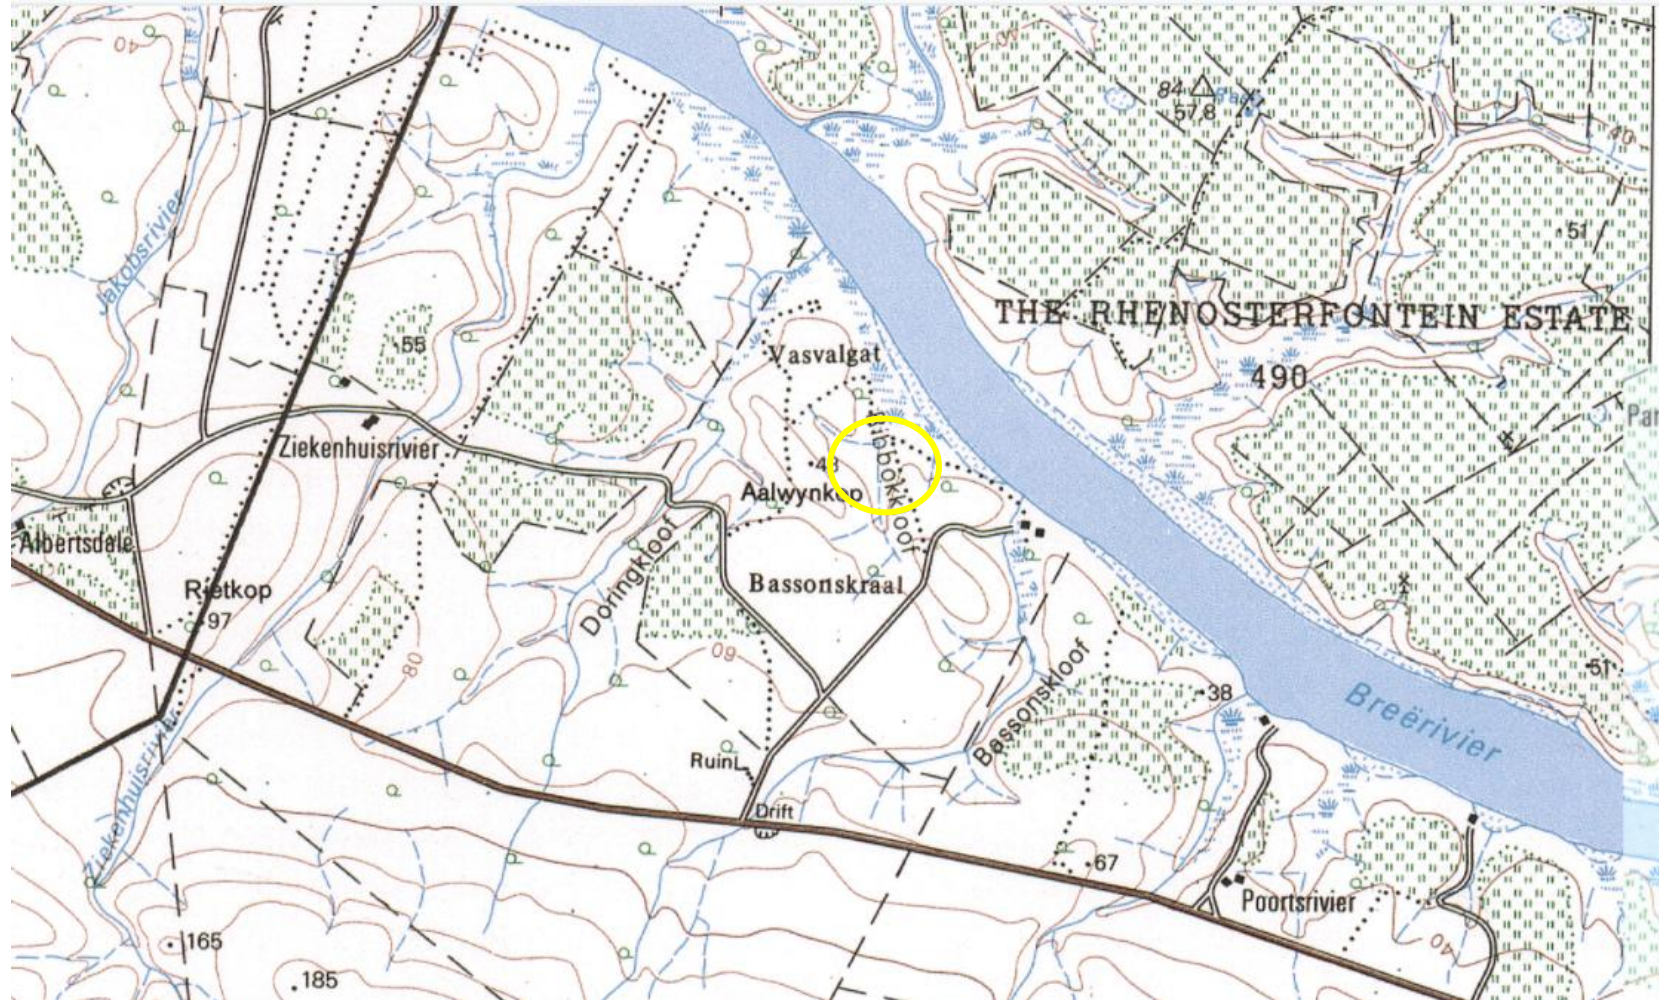 40
40
84
57,8
40
Jakobsrivier
51
THE RHENOSTERFONTEIN ESTATE
55
Vasvalgat
490
Ziekenhuisrivier
Aalwynkop
Albertsdale
Doringkloof
Bassonskraal
Rietkop
97
80
60
51
38
Bassonskloof
Breërivier
Ruin
Drift
Ziekenhuisrivier
67
Poortsrivier
165
40
185